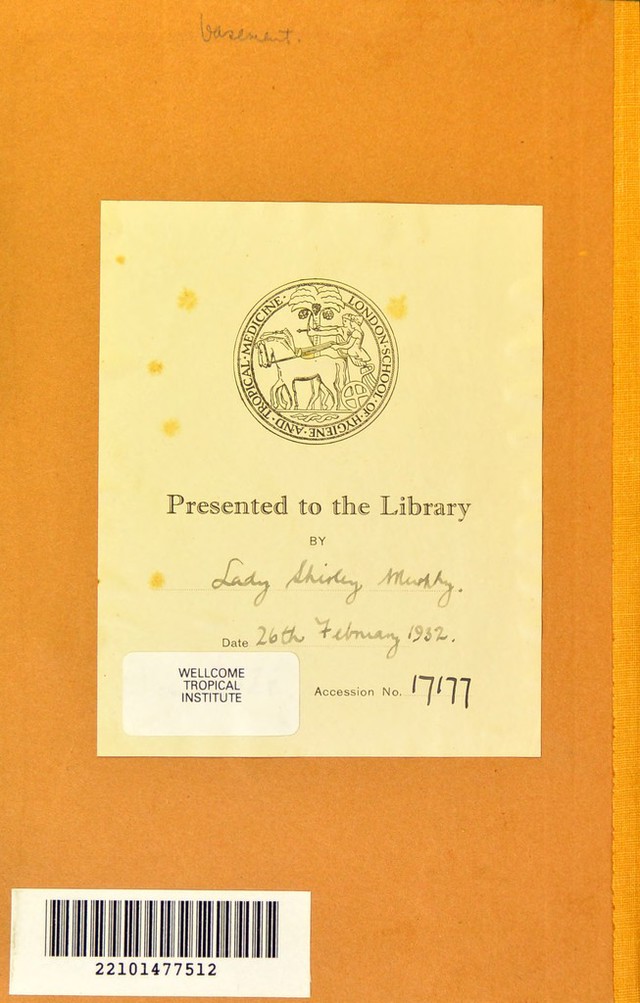 basement.
LONDON·SCHOOL·OF·HYGIENE·AND·TROPICAL·MEDICINE·
Presented to the Library
BY
Lady Shirley Murphy.
Date 26th February 1932.
WELLCOME
TROPICAL
INSTITUTE
Accession No. 17177
22101477512